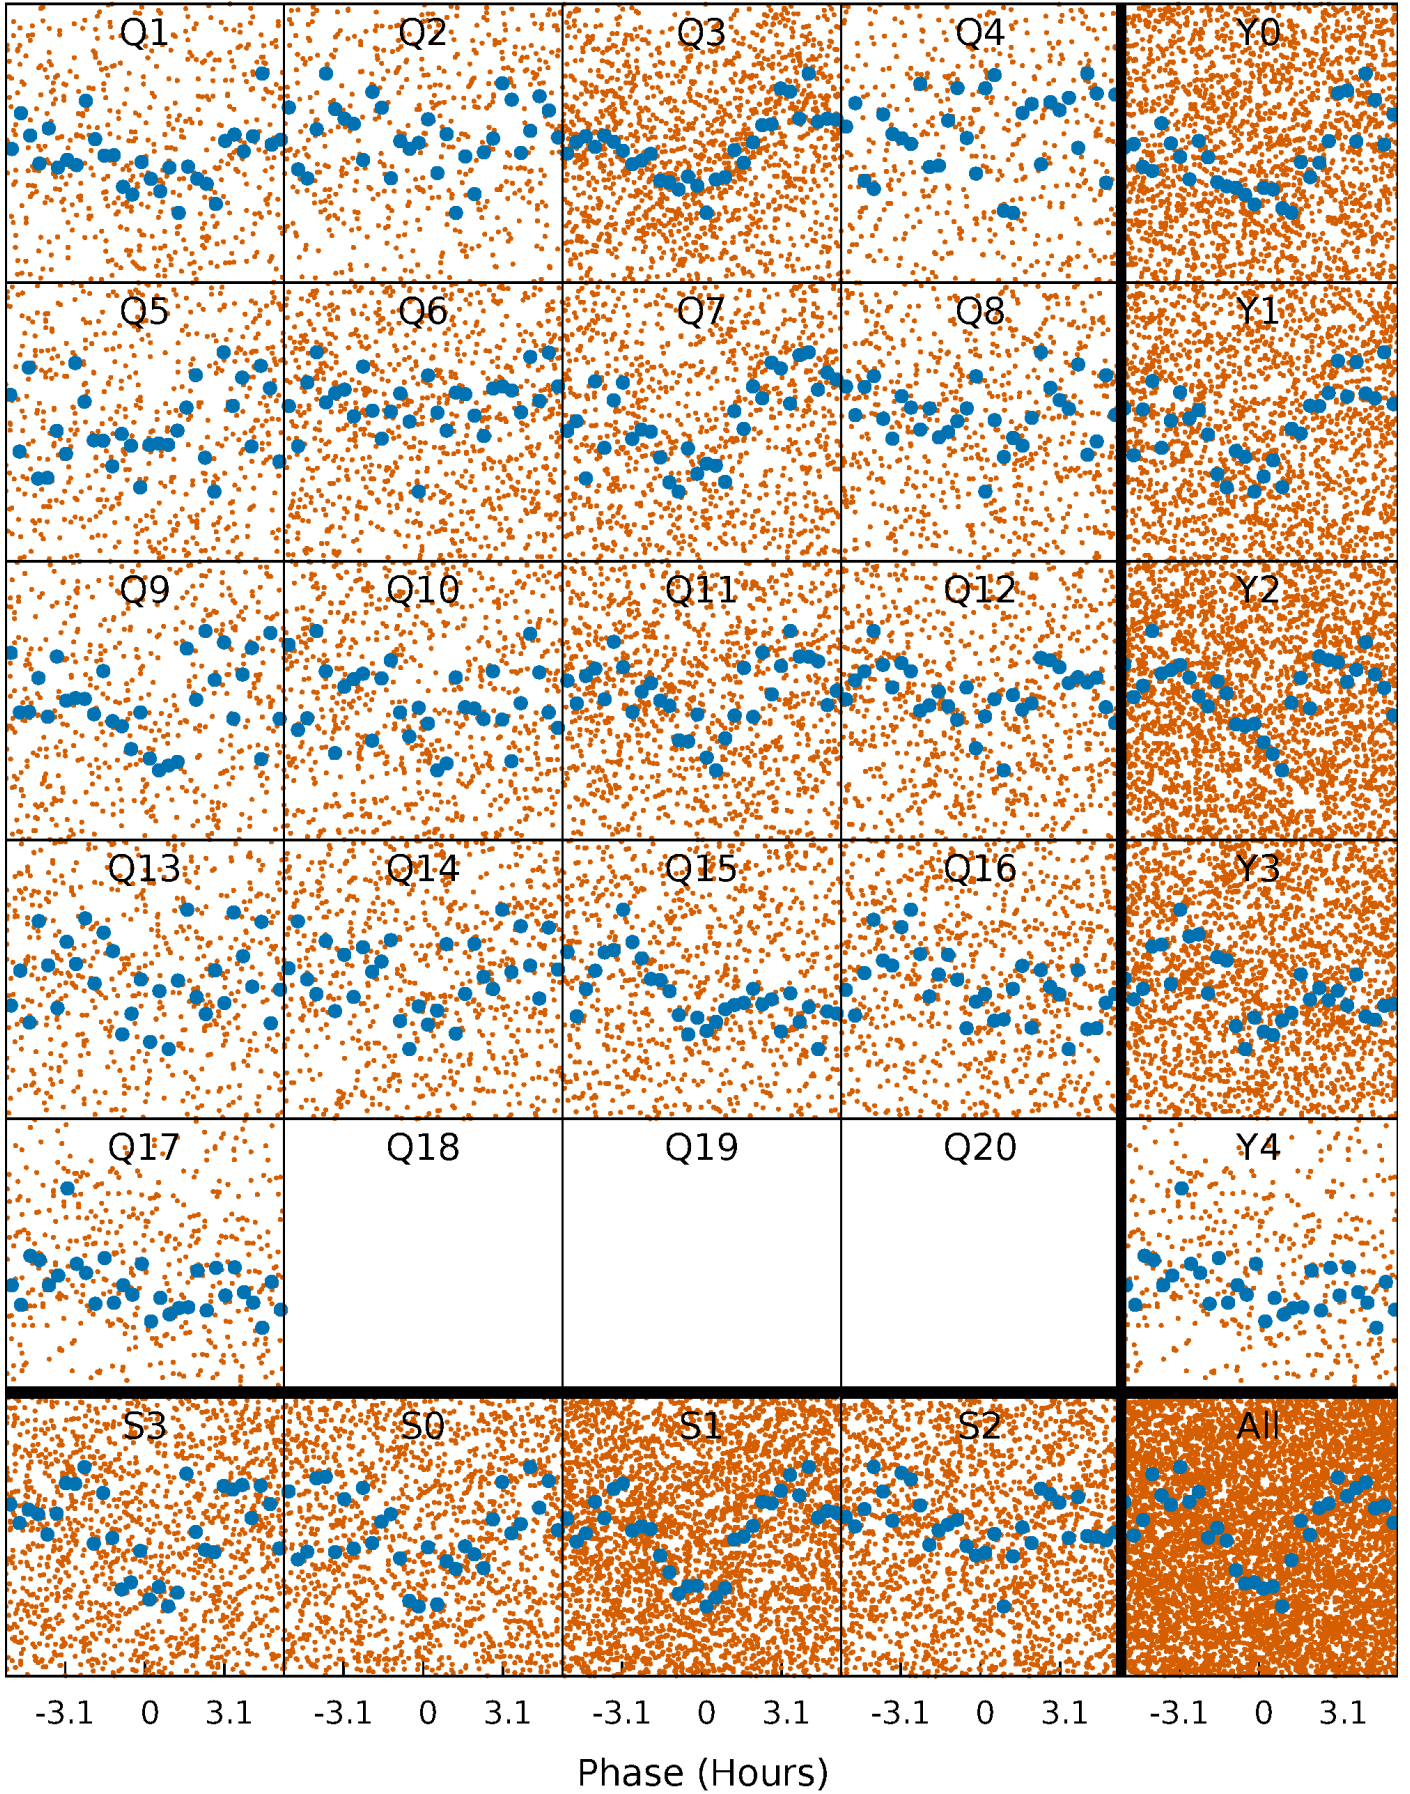 Q1 Q2 Q3 Q4 Y0
Q5 Q6 Q7 Q8 Y1
Q9 Q10 Q11 Q12 Y2
Q13 Q14 Q15 Q16 Y3
Q17 Q18 Q19 Q20 Y4
S3 S0 S1 S2 All
-3.1 0 3.1 -3.1 0 3.1 -3.1 0 3.1 -3.1 0 3.1 -3.1 0 3.1
Phase (Hours)